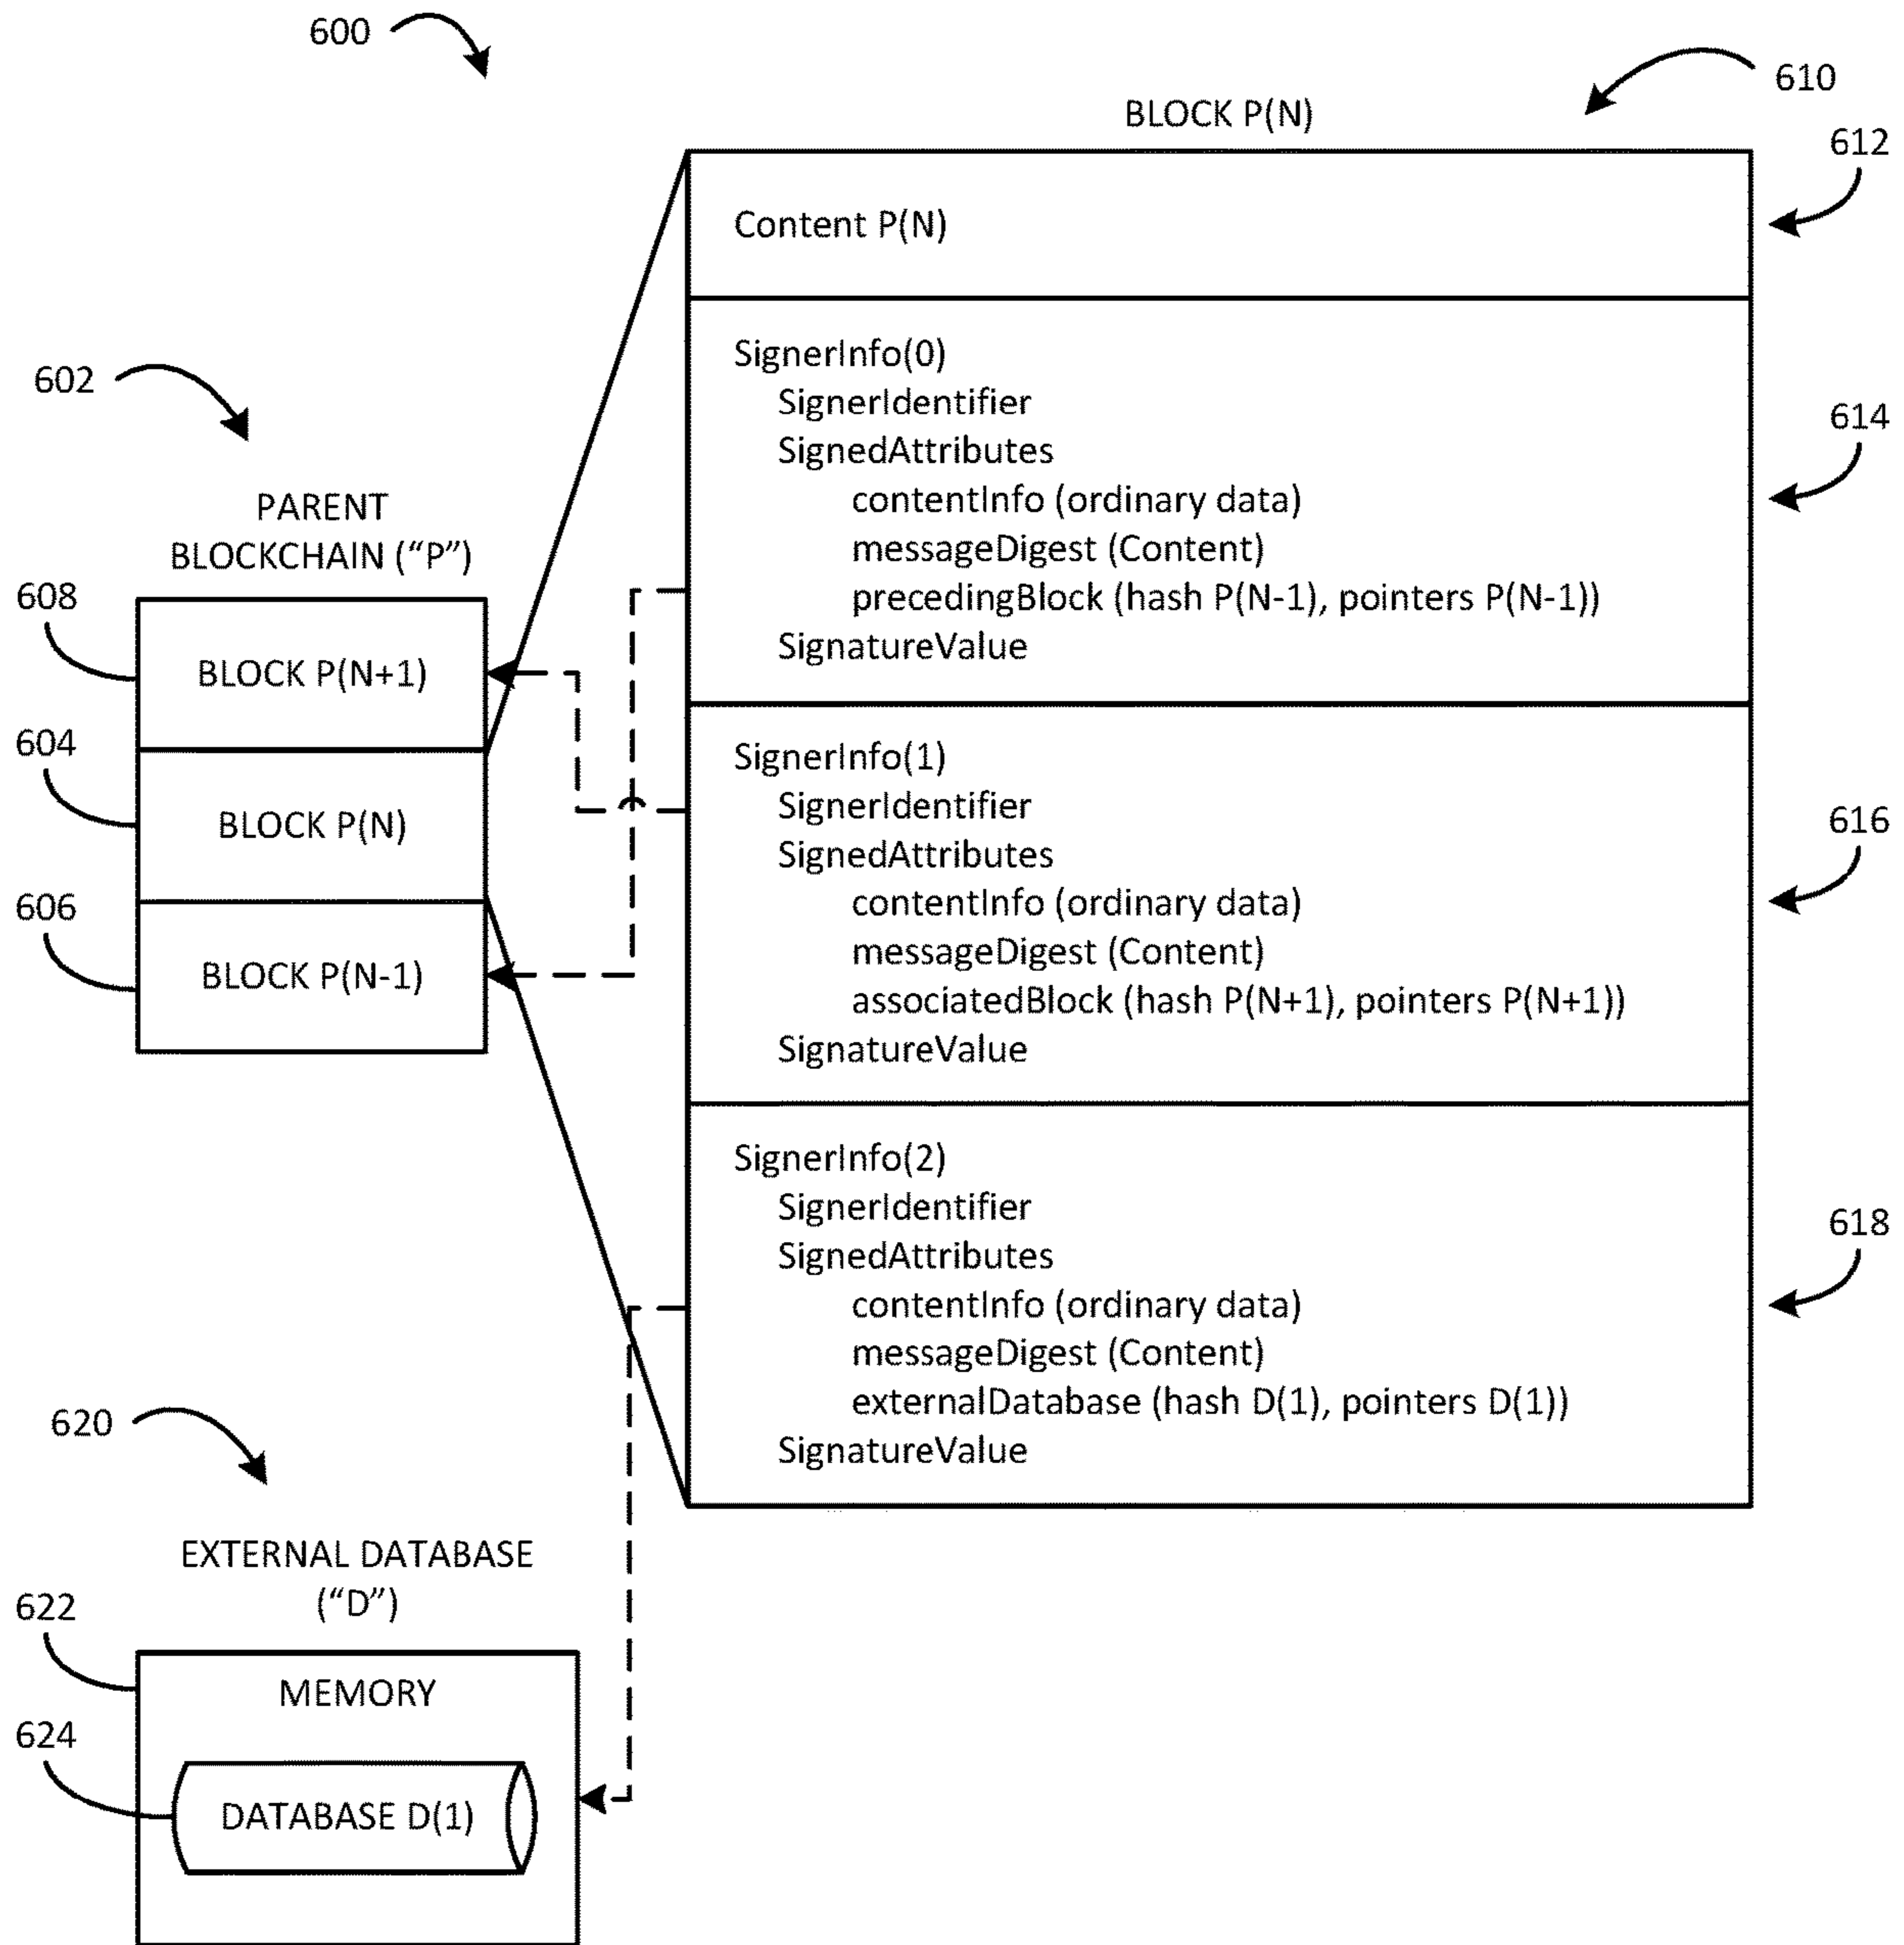 600
610
BLOCK P(N)
612
Content P(N)
SignerInfo(0)
SignerIdentifier
SignedAttributes
contentInfo (ordinary data)
messageDigest (Content)
precedingBlock (hash P(N-1), pointers P(N-1))
SignatureValue
614
SignerInfo(1)
SignerIdentifier
SignedAttributes
contentInfo (ordinary data)
messageDigest (Content)
associatedBlock (hash P(N+1), pointers P(N+1))
SignatureValue
616
SignerInfo(2)
SignerIdentifier
SignedAttributes
contentInfo (ordinary data)
messageDigest (Content)
externalDatabase (hash D(1), pointers D(1))
SignatureValue
618
602
PARENT
BLOCKCHAIN (“P”)
608
BLOCK P(N+1)
604
BLOCK P(N)
606
BLOCK P(N-1)
620
EXTERNAL DATABASE
(“D”)
622
MEMORY
624
DATABASE D(1)